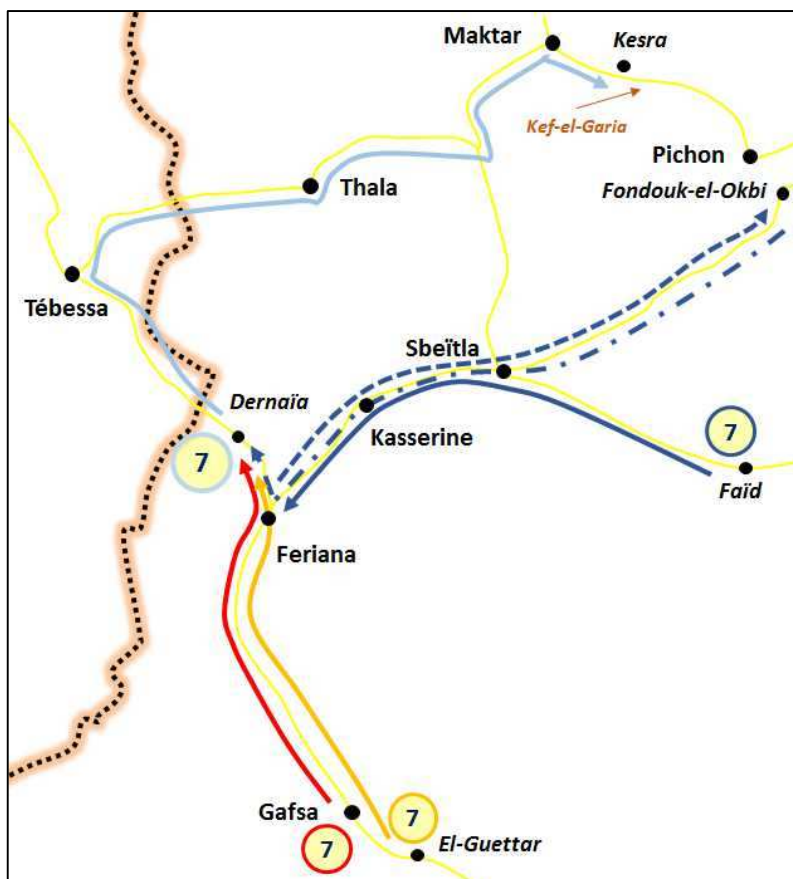 Maktar
Kesra
Kef-el-Garia
Pichon
Thala
Fondouk-el-Okbi
Tébessa
Sbeïtla
Dernaïa
Kasserine
7
7
Faïd
Feriana
Gafsa
7
7
El-Guettar